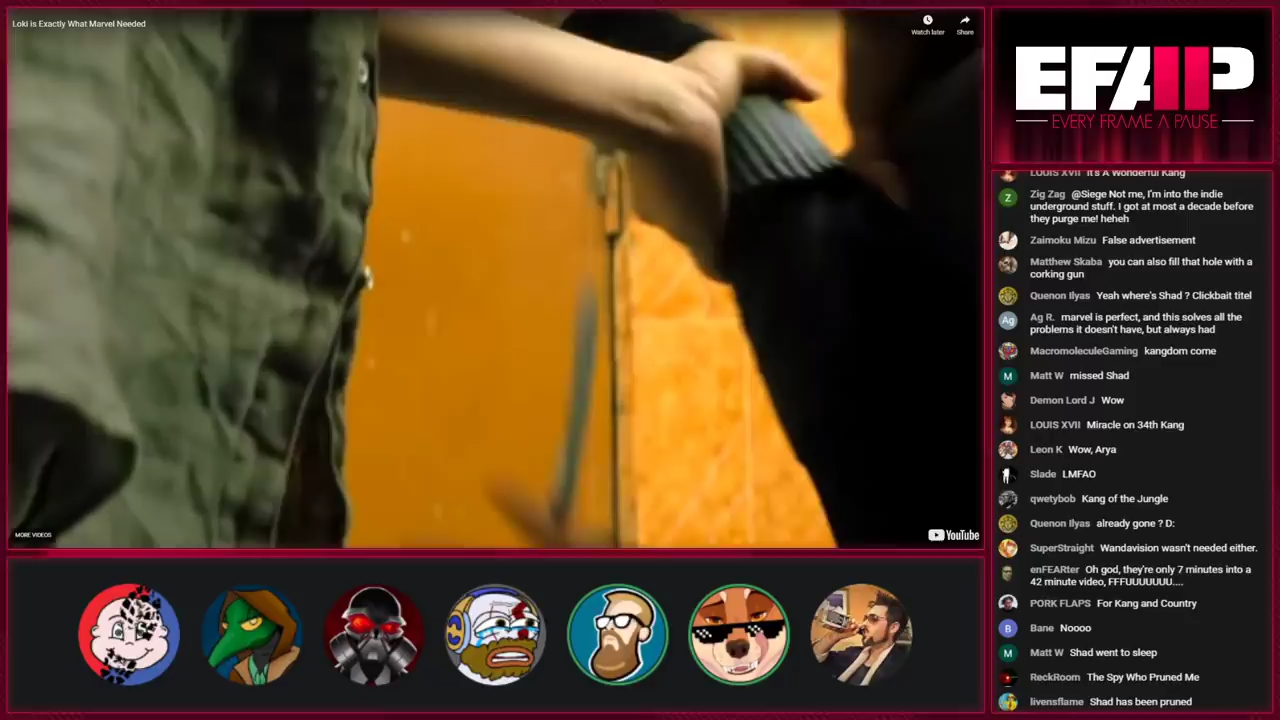 Loki is Exactly What Marvel Needed
Watch later
Share
MORE VIDEOS
YouTube
EFAP
EVERY FRAME A PAUSE
LOUIS XVII It's A Wonderful Kang
Zig Zag @Siege Not me, I'm into the indie
underground stuff. I got at most a decade before
they purge me! heheh
Zaimoku Mizu False advertisement
Matthew Skaba you can also fill that hole with a
corking gun
Quenon Ilyas Yeah where's Shad ? Clickbait titel
Ag R. marvel is perfect, and this solves all the
problems it doesn't have, but always had
MacromoleculeGaming kangdom come
Matt W missed Shad
Demon Lord J Wow
LOUIS XVII Miracle on 34th Kang
Leon K Wow, Arya
Slade LMFAO
qwetybob Kang of the Jungle
Quenon Ilyas already gone ? D:
SuperStraight Wandavision wasn't needed either.
enFEARter Oh god, they're only 7 minutes into a
42 minute video, FFFUUUUUUU....
PORK FLAPS For Kang and Country
Bane Noooo
Matt W Shad went to sleep
ReckRoom The Spy Who Pruned Me
livensflame Shad has been pruned